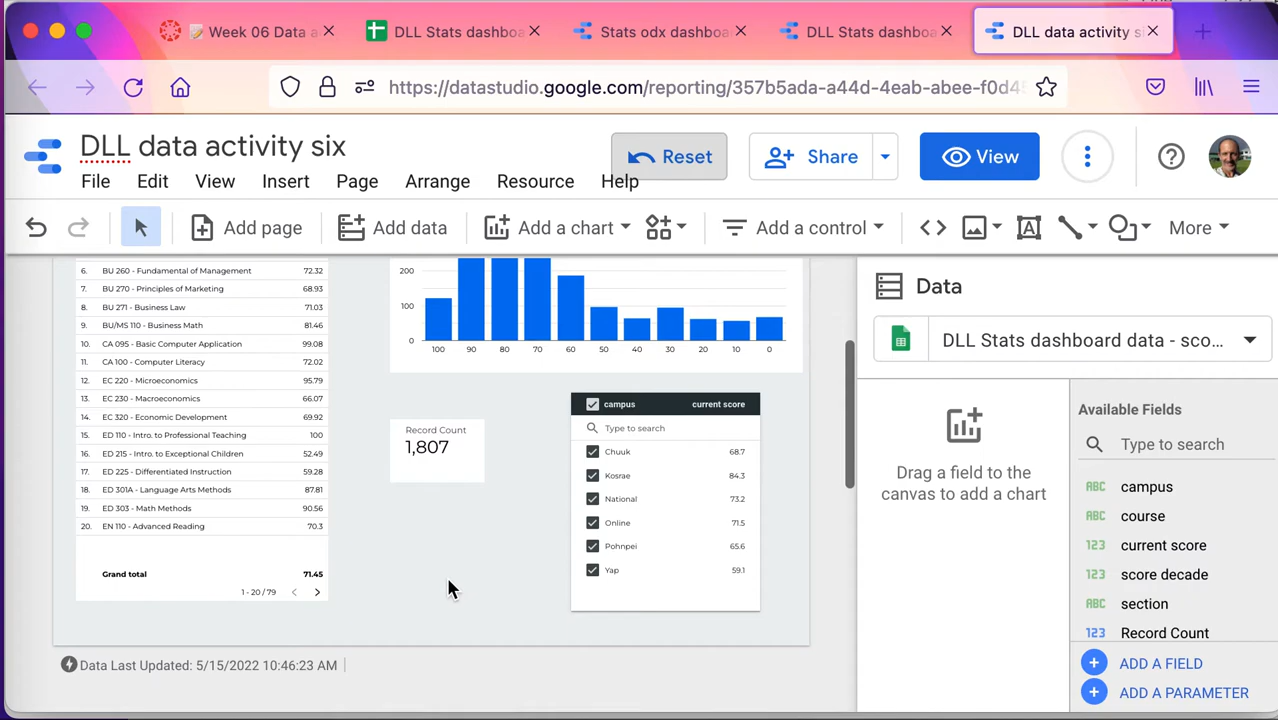 Week 06 Data a
DLL Stats dashboa
Stats odx dashboa
DLL Stats dashboa
DLL data activity s
https://datastudio.google.com/reporting/357b5ada-a44d-4eab-abee-f0d45
DLL data activity six
Reset
Share
View
File Edit View Insert Page Arrange Resource Help
Add page Add data Add a chart Add a control More
6. BU 260 - Fundamental of Management 72.32
7. BU 270 - Principles of Marketing 68.93
8. BU 271 - Business Law 71.03
9. BU/MS 110 - Business Math 81.46
10. CA 095 - Basic Computer Application 99.08
11. CA 100 - Computer Literacy 72.02
12. EC 220 - Microeconomics 95.79
13. EC 230 - Macroeconomics 66.07
14. EC 320 - Economic Development 69.92
15. ED 110 - Intro. to Professional Teaching 100
16. ED 215 - Intro. to Exceptional Children 52.49
17. ED 225 - Differentiated Instruction 59.28
18. ED 301A - Language Arts Methods 87.81
19. ED 303 - Math Methods 90.56
20. EN 110 - Advanced Reading 70.3
Grand total 71.45
1 - 20 / 79
200
100
0
100 90 80 70 60 50 40 30 20 10 0
Record Count
1,807
campus current score
Type to search
Chuuk 68.7
Kosrae 84.3
National 73.2
Online 71.5
Pohnpei 65.6
Yap 59.1
Data Last Updated: 5/15/2022 10:46:23 AM
Data
DLL Stats dashboard data - sco...
Drag a field to the
canvas to add a chart
Available Fields
Type to search
ABC campus
ABC course
123 current score
123 score decade
ABC section
123 Record Count
ADD A FIELD
ADD A PARAMETER